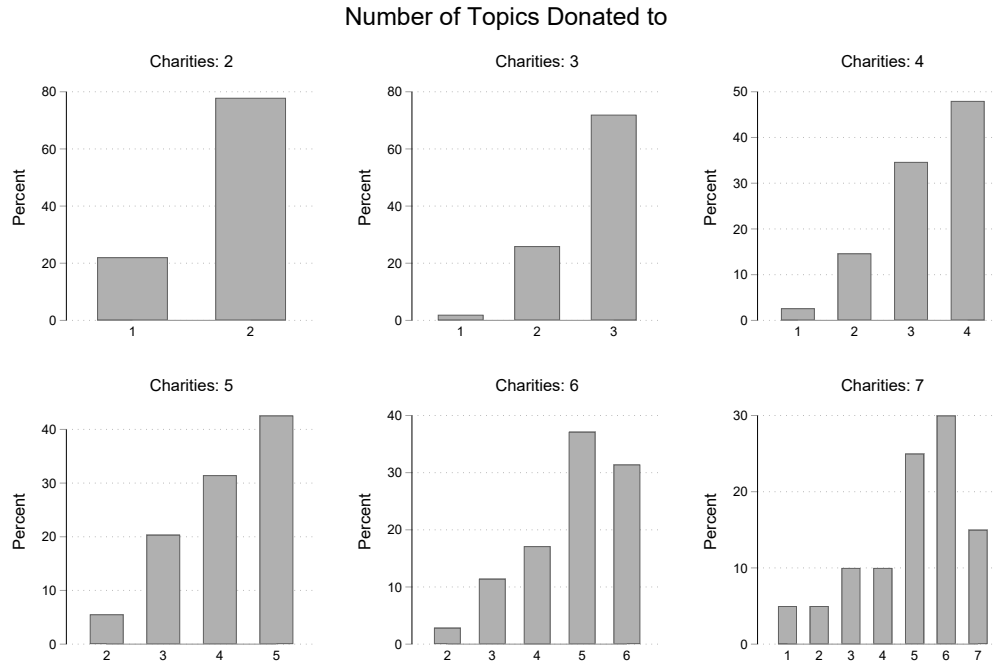 Number of Topics Donated to
Charities: 2
Percent
80
60
40
20
0
1 2
Charities: 3
Percent
80
60
40
20
0
1 2 3
Charities: 4
Percent
50
40
30
20
10
0
1 2 3 4
Charities: 5
Percent
40
30
20
10
0
2 3 4 5
Charities: 6
Percent
40
30
20
10
0
2 3 4 5 6
Charities: 7
Percent
30
20
10
0
1 2 3 4 5 6 7